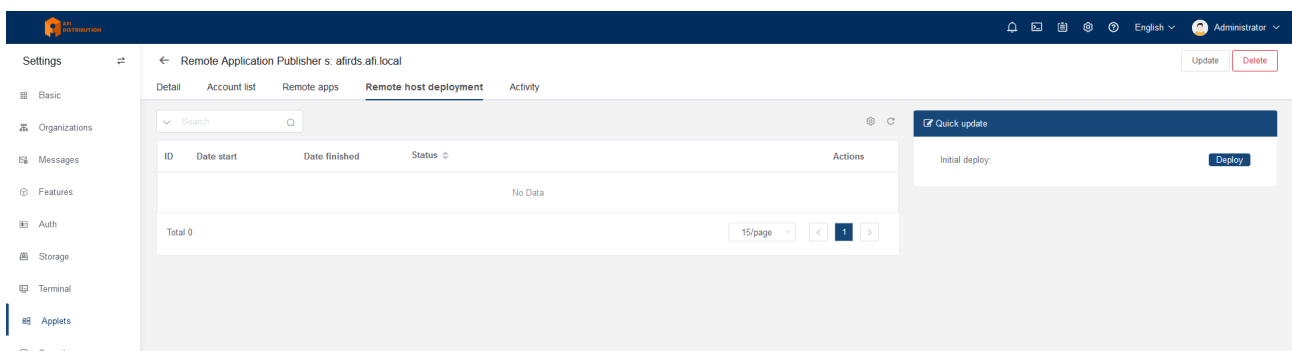 AFI
DISTRIBUTION
English
Administrator
Settings
Remote Application Publisher s: afirds.afi.local
Update
Delete
Detail
Account list
Remote apps
Remote host deployment
Activity
Basic
Organizations
Messages
Features
Auth
Storage
Terminal
Applets
Search
ID
Date start
Date finished
Status
Actions
No Data
Total 0
15/page
1
Quick update
Initial deploy:
Deploy